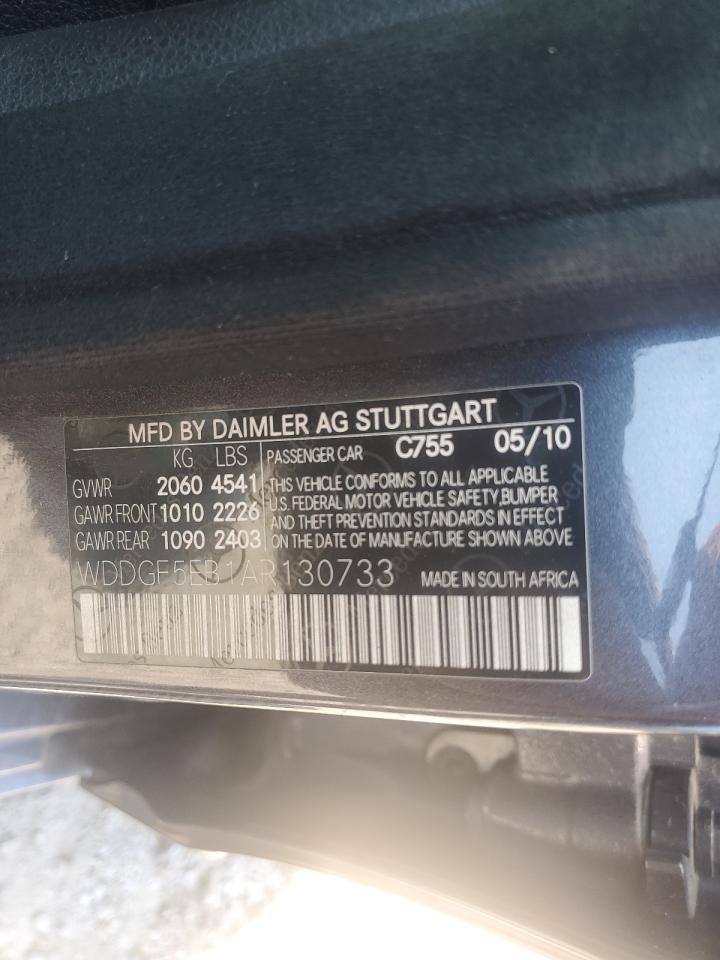 MFD BY DAIMLER AG STUTTGART
KG LBS PASSENGER CAR C755 05/10
GVWR 2060 4541 THIS VEHICLE CONFORMS TO ALL APPLICABLE
U.S. FEDERAL MOTOR VEHICLE SAFETY, BUMPER
GAWR FRONT 1010 2226 AND THEFT PREVENTION STANDARDS IN EFFECT
GAWR REAR 1090 2403 ON THE DATE OF MANUFACTURE SHOWN ABOVE
WDDGF5EB1AR130733 MADE IN SOUTH AFRICA